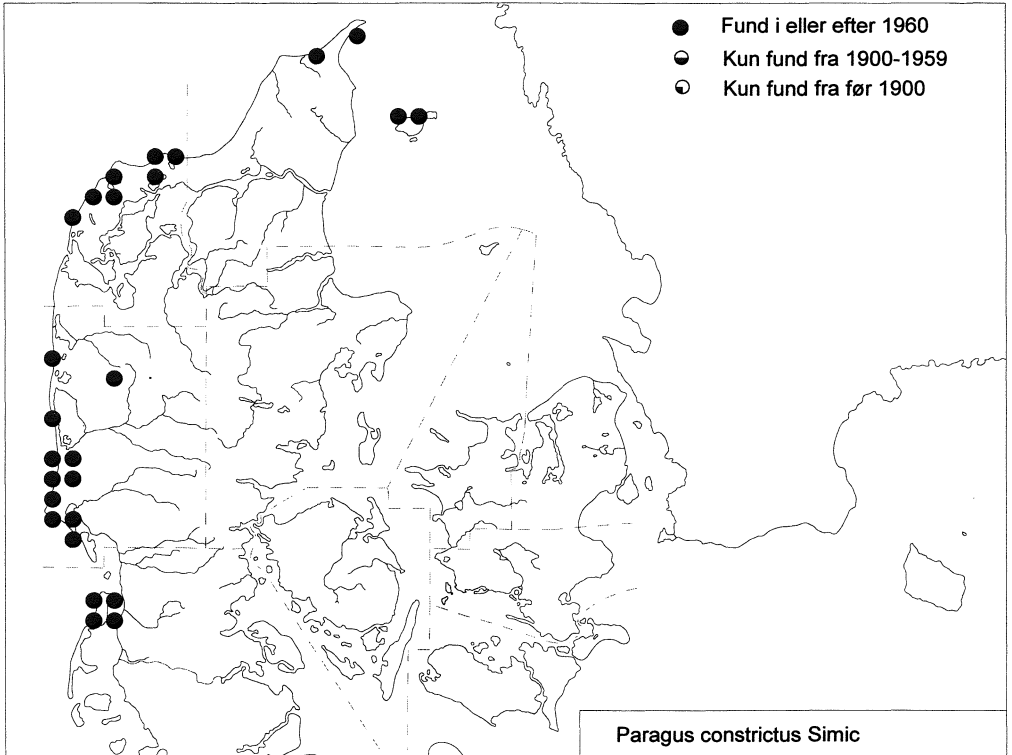 Fund i eller efter 1960
Kun fund fra 1900-1959
Kun fund fra før 1900
Paragus constrictus Simic